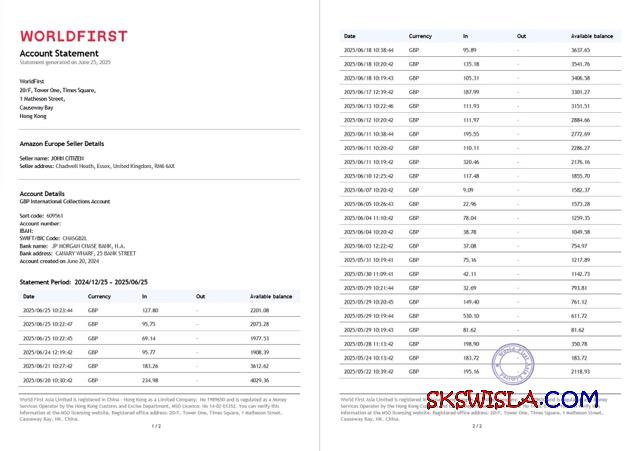 WORLDFIRST
Account Statement
Statement generated on June 25, 2025
WorldFirst
20/F, Tower One, Times Square,
1 Matheson Street,
Causeway Bay
Hong Kong
Amazon Europe Seller Details
Seller name: JOHN CITIZEN
Seller address: Chadwell Heath, Essex, United Kingdom, RM6 6AX
Account Details
GBP International Collections Account
Sort code: 609561
Account number:
IBAN:
SWIFT/BIC Code: CHASGB2L
Bank name: JP MORGAN CHASE BANK, N.A.
Bank address: CANARY WHARF, 25 BANK STREET
Account created on June 20, 2024
Statement Period: 2024/12/25 ~ 2025/06/25
Date Currency In Out Available balance
2025/06/25 10:23:44 GBP 127.80 - 2201.08
2025/06/25 10:22:47 GBP 95.75 - 2073.28
2025/06/25 10:22:45 GBP 69.14 - 1977.53
2025/06/24 12:19:42 GBP 95.77 - 1908.39
2025/06/21 10:27:42 GBP 183.26 - 3612.62
2025/06/20 10:30:42 GBP 234.98 - 4029.36
World First Asia Limited is registered in China - Hong Kong as a Limited Company: No 1989650 and is regulated as a Money
Services Operator by the Hong Kong Customs and Excise Department, MSO Licence: No 14-02-01352. You can verify this
information at the MSO licensing website. Registered office address: 20/F, Tower One, Times Square, 1 Matheson Street,
Causeway Bay, HK, China.
1 / 2
Date Currency In Out Available balance
2025/06/18 10:38:44 GBP 95.89 - 3637.65
2025/06/18 10:20:42 GBP 135.18 - 3541.76
2025/06/18 10:19:43 GBP 105.31 - 3406.58
2025/06/17 12:39:42 GBP 187.99 - 3301.27
2025/06/13 10:22:46 GBP 111.93 - 3151.51
2025/06/12 10:20:42 GBP 111.97 - 2884.66
2025/06/11 10:38:44 GBP 195.55 - 2772.69
2025/06/11 10:20:42 GBP 110.11 - 2286.27
2025/06/11 10:19:42 GBP 320.46 - 2176.16
2025/06/10 12:25:42 GBP 117.48 - 1855.70
2025/06/07 10:20:42 GBP 9.09 - 1582.37
2025/06/05 10:26:43 GBP 22.96 - 1573.28
2025/06/04 11:10:42 GBP 78.04 - 1259.35
2025/06/04 10:20:42 GBP 38.78 - 1049.58
2025/06/03 12:22:42 GBP 37.08 - 754.97
2025/05/31 10:19:41 GBP 75.16 - 1217.89
2025/05/30 11:09:41 GBP 42.11 - 1142.73
2025/05/29 10:21:44 GBP 32.69 - 793.81
2025/05/29 10:20:45 GBP 149.40 - 761.12
2025/05/29 10:19:44 GBP 530.10 - 611.72
2025/05/29 10:19:43 GBP 81.62 - 81.62
2025/05/28 11:13:42 GBP 198.90 350.78
2025/05/24 10:13:42 GBP 183.72 183.72
2025/05/22 10:39:42 GBP 195.16 2118.93
World First
World First Asia Limited is registered in China - Hong Kong as a Limited Company: No 1989650 and is regulated as a Money
Services Operator by the Hong Kong Customs and Excise Department, MSO Licence: No 14-02-01352. You can verify this
information at the MSO licensing website. Registered office address: 20/F, Tower One, Times Square, 1 Matheson Street,
Causeway Bay, HK, China.
2 / 2
SKSWISLA.COM